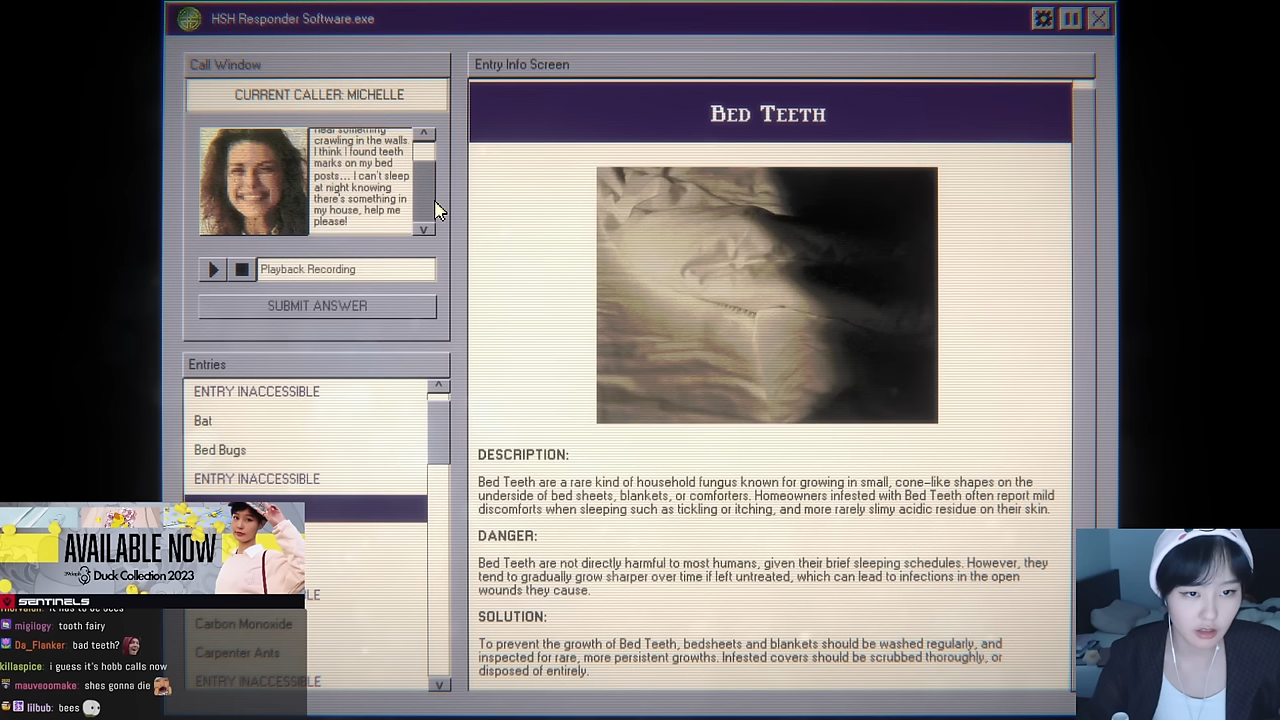 HSH Responder Software.exe
Call Window
CURRENT CALLER: MICHELLE
hear something
crawling in the walls
I think I found teeth
marks on my bed
posts... I can't sleep
at night knowing
there's something in
my house, help me
please!
Playback Recording
SUBMIT ANSWER
Entries
ENTRY INACCESSIBLE
Bat
Bed Bugs
ENTRY INACCESSIBLE
Carbon Monoxide
Carpenter Ants
ENTRY INACCESSIBLE
Entry Info Screen
BED TEETH
DESCRIPTION:
Bed Teeth are a rare kind of household fungus known for growing in small, cone-like shapes on the
underside of bed sheets, blankets, or comforters. Homeowners infested with Bed Teeth often report mild
discomforts when sleeping such as tickling or itching, and more rarely slimy acidic residue on their skin.
DANGER:
Bed Teeth are not directly harmful to most humans, given their brief sleeping schedules. However, they
tend to gradually grow sharper over time if left untreated, which can lead to infections in the open
wounds they cause.
SOLUTION:
To prevent the growth of Bed Teeth, bedsheets and blankets should be washed regularly, and
inspected for rare, more persistent growths. Infested covers should be scrubbed thoroughly, or
disposed of entirely.
AVAILABLE NOW
Duck Collection 2023
SENTINELS
migilogy: tooth fairy
Da_Flanker: bad teeth?
killaspice: i guess it's hobb calls now
mauveoomake: shes gonna die
lilbub: bees